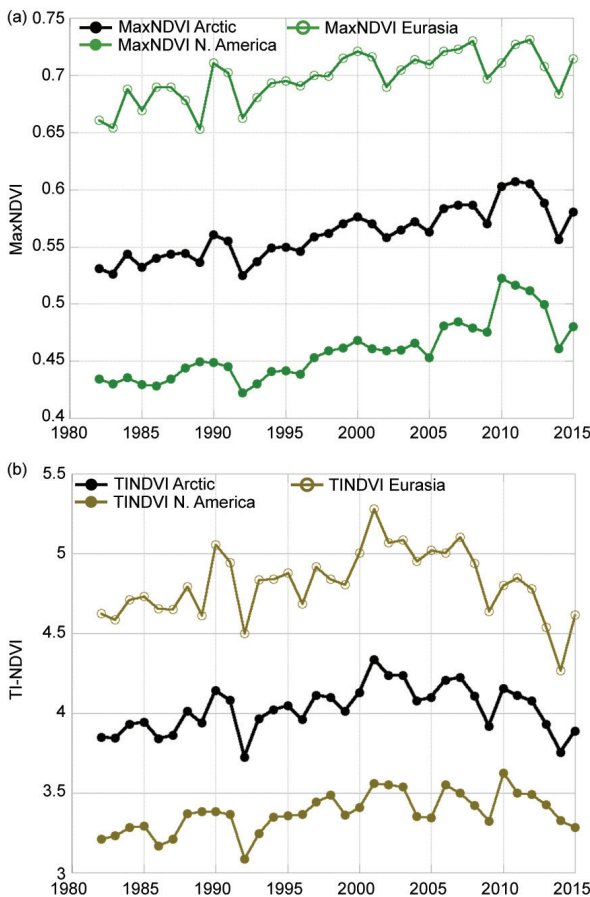 (a)
MaxNDVI Arctic
MaxNDVI Eurasia
MaxNDVI N. America
0.75
0.7
0.65
0.6
0.55
0.5
0.45
0.4
MaxNDVI
1980 1985 1990 1995 2000 2005 2010 2015
(b)
TINDVI Arctic
TINDVI Eurasia
TINDVI N. America
5.5
5
4.5
4
3.5
3
TI-NDVI
1980 1985 1990 1995 2000 2005 2010 2015